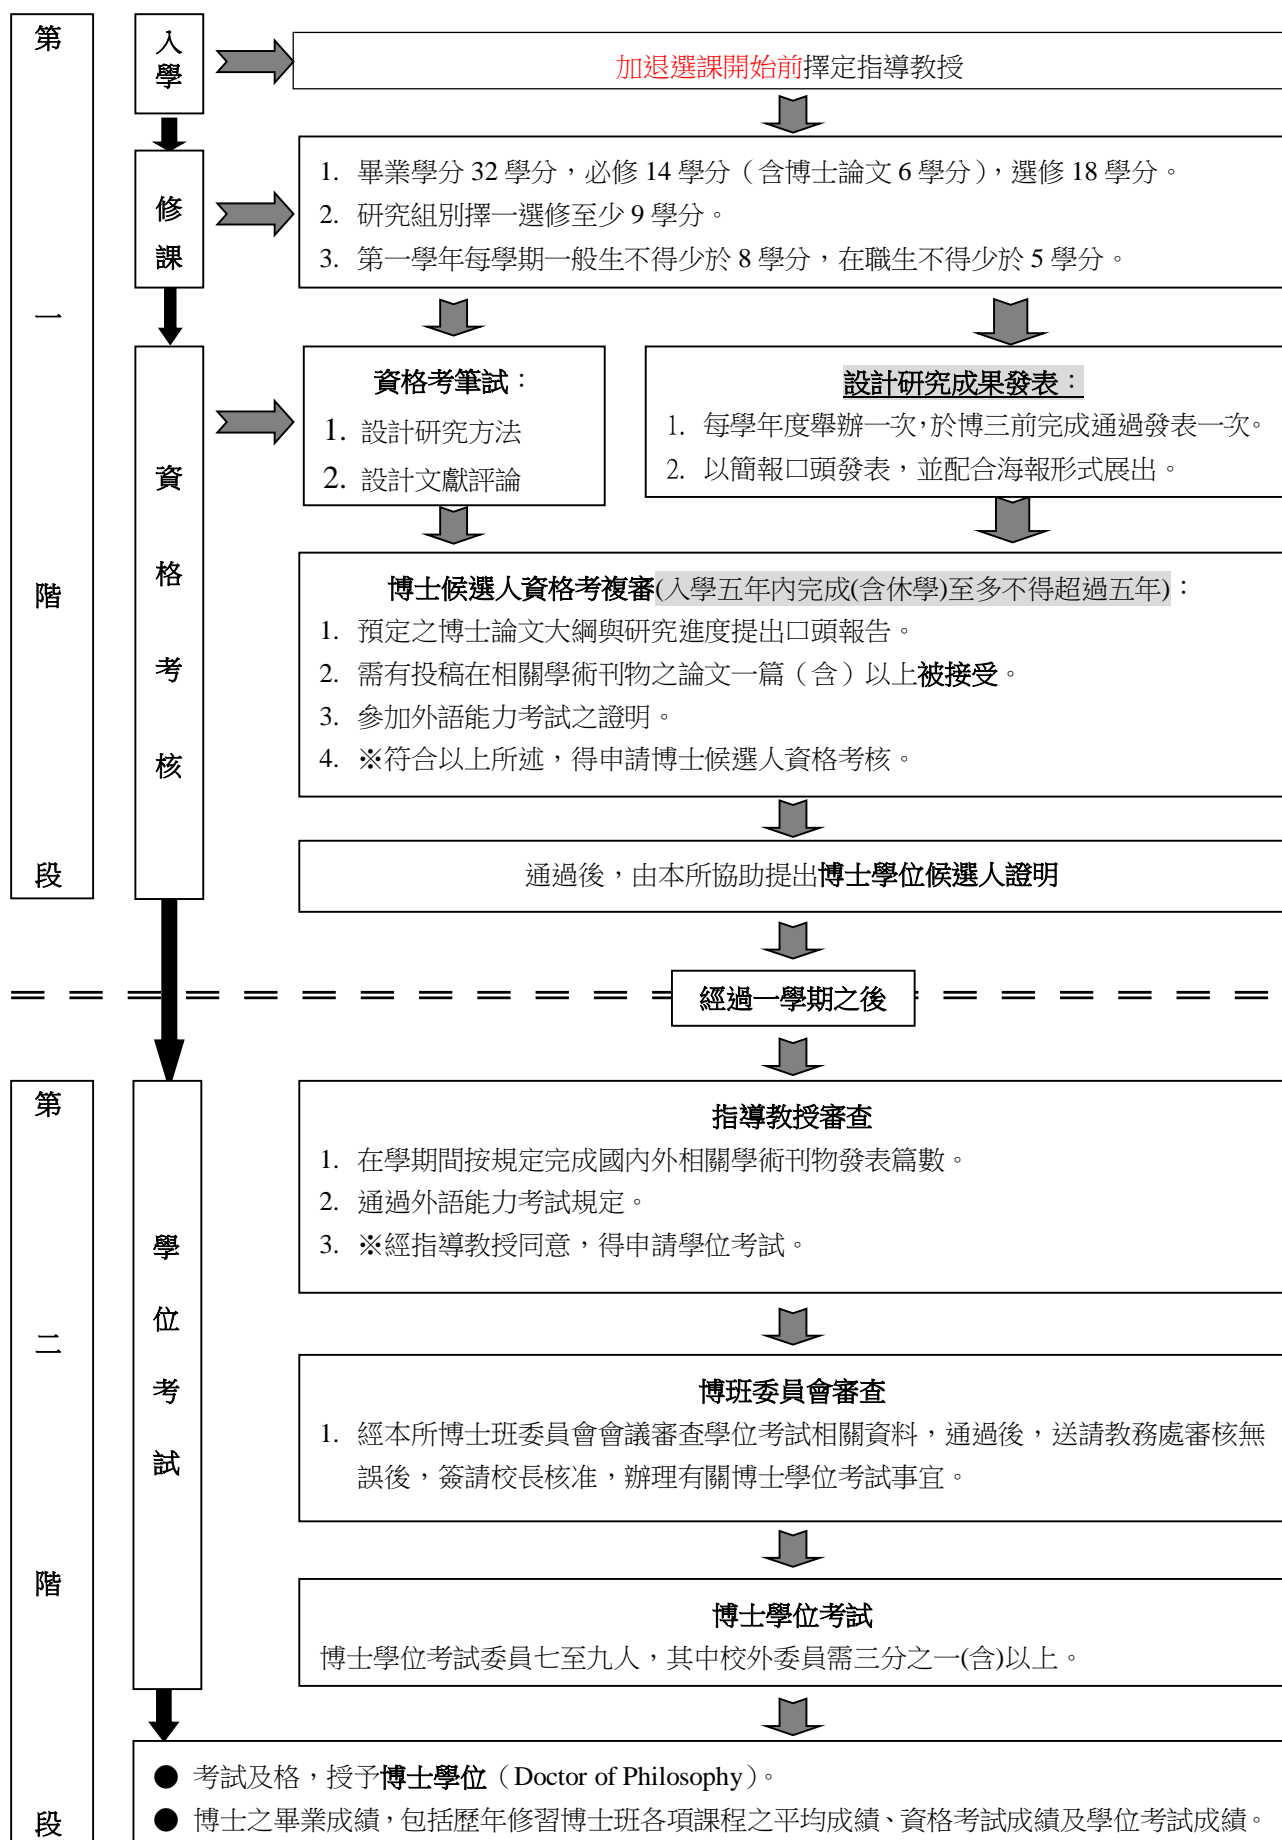 第一階段
入學
加退選課開始前擇定指導教授
修課
1. 畢業學分 32 學分，必修 14 學分（含博士論文 6 學分），選修 18 學分。
2. 研究組別擇一選修至少 9 學分。
3. 第一學年每學期一般生不得少於 8 學分，在職生不得少於 5 學分。
資格考核
資格考筆試：
1. 設計研究方法
2. 設計文獻評論
設計研究成果發表：
1. 每學年度舉辦一次，於博三前完成通過發表一次。
2. 以簡報口頭發表，並配合海報形式展出。
博士候選人資格考複審(入學五年內完成(含休學)至多不得超過五年)：
1. 預定之博士論文大綱與研究進度提出口頭報告。
2. 需有投稿在相關學術刊物之論文一篇（含）以上被接受。
3. 參加外語能力考試之證明。
4. ※符合以上所述，得申請博士候選人資格考核。
通過後，由本所協助提出博士學位候選人證明
經過一學期之後
第二階段
學位考試
指導教授審查
1. 在學期間按規定完成國內外相關學術刊物發表篇數。
2. 通過外語能力考試規定。
3. ※經指導教授同意，得申請學位考試。
博班委員會審查
1. 經本所博士班委員會會議審查學位考試相關資料，通過後，送請教務處審核無
誤後，簽請校長核准，辦理有關博士學位考試事宜。
博士學位考試
博士學位考試委員七至九人，其中校外委員需三分之一(含)以上。
● 考試及格，授予博士學位（Doctor of Philosophy）。
● 博士之畢業成績，包括歷年修習博士班各項課程之平均成績、資格考試成績及學位考試成績。